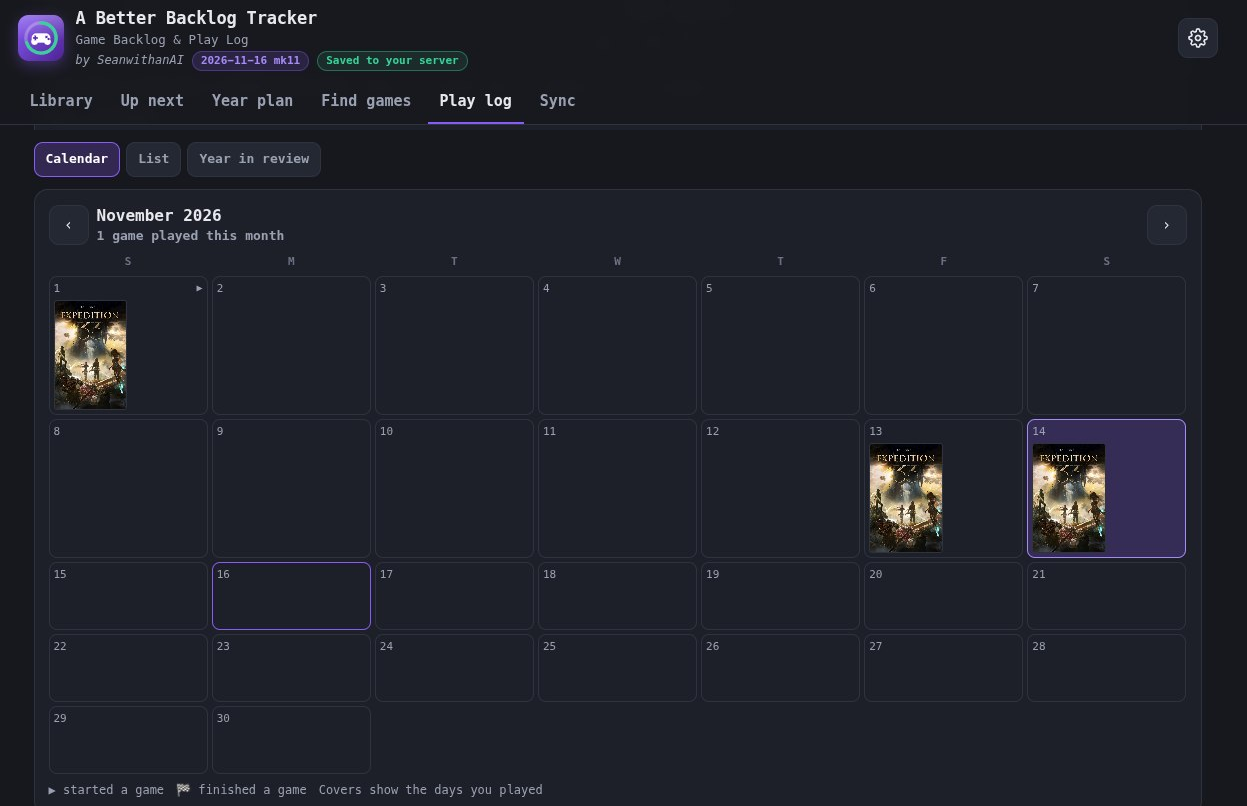 A Better Backlog Tracker
Game Backlog & Play Log
by SeanwithanAI 2026-11-16 mk11 Saved to your server
Library Up next Year plan Find games Play log Sync
Calendar List Year in review
‹ November 2026 ›
1 game played this month
S M T W T F S
1 ▶ 2 3 4 5 6 7
EXPEDITION
33
8 9 10 11 12 13 14
EXPEDITION EXPEDITION
33 33
15 16 17 18 19 20 21
22 23 24 25 26 27 28
29 30
▶ started a game 🏁 finished a game Covers show the days you played